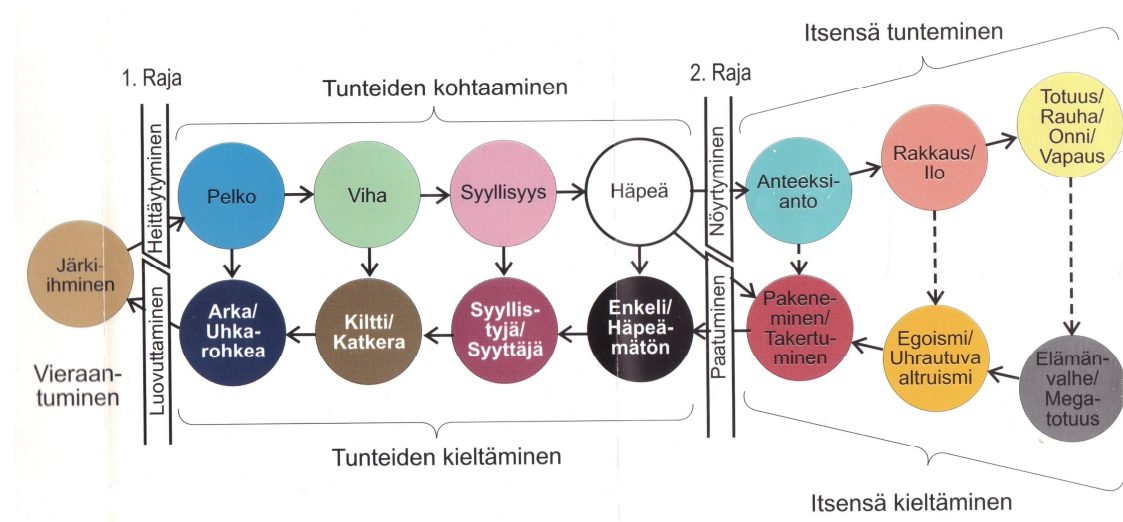 Itsensä tunteminen
1. Raja
Tunteiden kohtaaminen
2. Raja
Heittäytyminen
Pelko
Viha
Syyllisyys
Häpeä
Nöyrtyminen
Anteeksi-
anto
Rakkaus/
Ilo
Totuus/
Rauha/
Onni/
Vapaus
Järki-
ihminen
Vieraan-
tuminen
Luovuttaminen
Arka/
Uhka-
rohkea
Kiltti/
Katkera
Syyllis-
tyjä/
Syyttäjä
Enkeli/
Häpeä-
mätön
Paatuminen
Pakene-
minen/
Takertu-
minen
Egoismi/
Uhrautuva
altruismi
Elämän-
valhe/
Mega-
totuus
Tunteiden kieltäminen
Itsensä kieltäminen